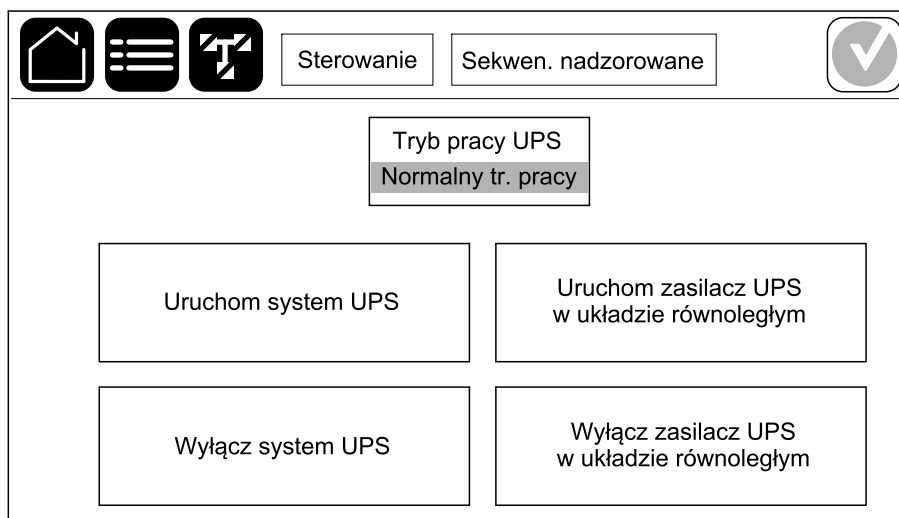 Sterowanie
Sekwen. nadzorowane
Tryb pracy UPS
Normalny tr. pracy
Uruchom system UPS
Uruchom zasilacz UPS
w układzie równoległym
Wyłącz system UPS
Wyłącz zasilacz UPS
w układzie równoległym